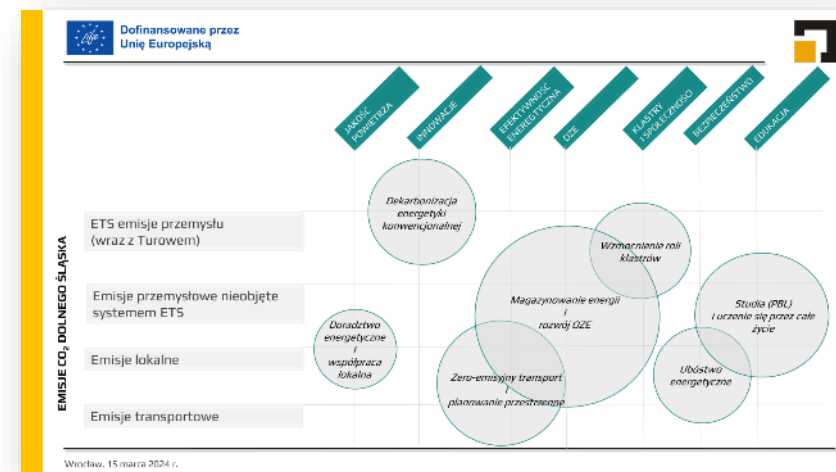 Dofinansowane przez
Unię Europejską
JAKOŚĆ
POWIETRZA
INNOWACJE
EFEKTYWNOŚĆ
ENERGETYCZNA
OZE
KLASTRY
I SPOŁECZNOŚCI
BEZPIECZEŃSTWO
EDUKACJA
EMISJE CO₂ DOLNEGO ŚLĄSKA
ETS emisje przemysłu
(wraz z Turowem)
Emisje przemysłowe nieobjęte
systemem ETS
Emisje lokalne
Emisje transportowe
Dekarbonizacja
energetyki
konwencjonalnej
Wzmocnienie roli
klastrów
Magazynowanie energii
i
rozwój OZE
Studia (PBL)
i uczenie się przez całe
życie
Doradztwo
energetyczne
i
współpraca
lokalna
Zero-emisyjny transport
i
planowanie przestrzenne
Ubóstwo
energetyczne
Wrocław, 15 marca 2024 r.